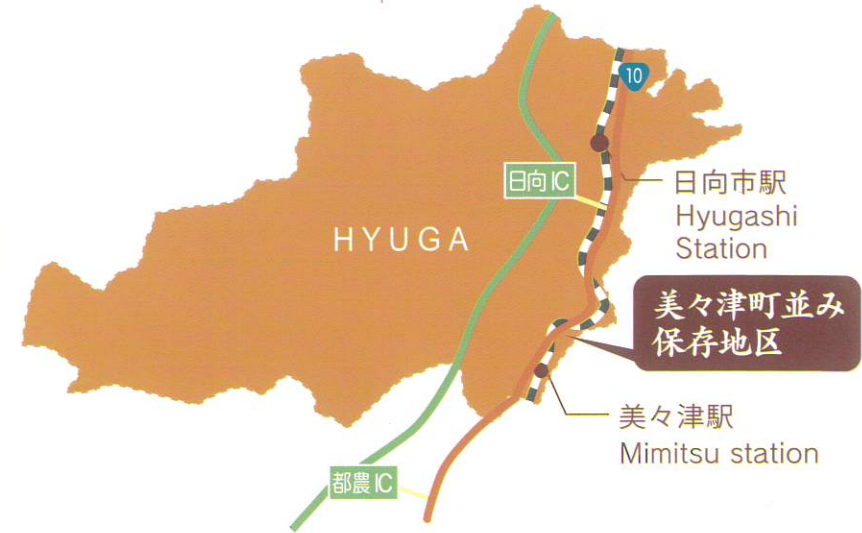 10
日向IC
日向市駅
Hyugashi
Station
HYUGA
美々津町並み
保存地区
美々津駅
Mimitsu station
都農IC